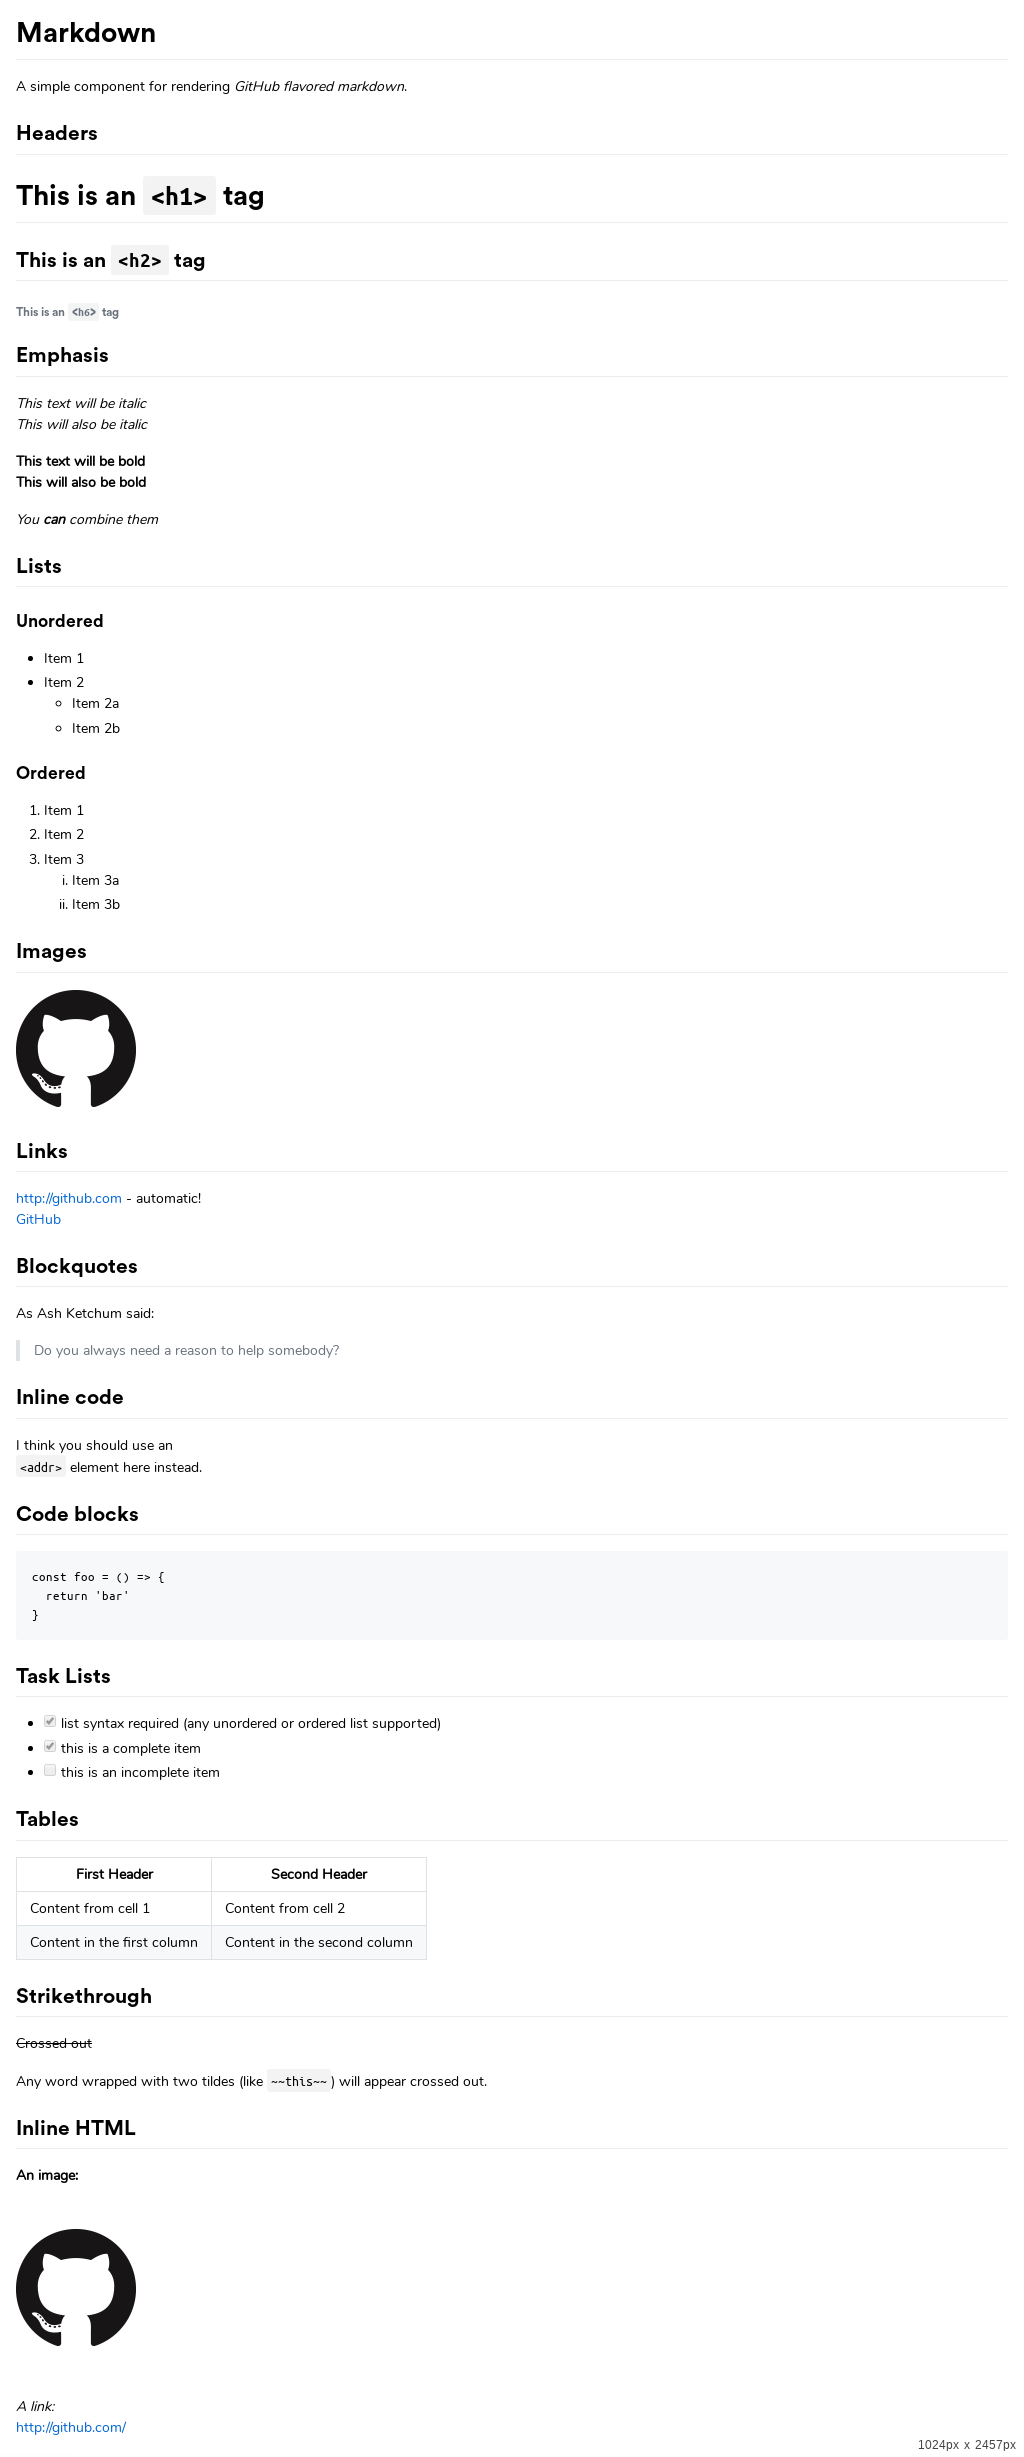 Markdown
A simple component for rendering GitHub flavored markdown.
Headers
This is an <h1> tag
This is an <h2> tag
This is an <h6> tag
Emphasis
This text will be italic
This will also be italic
This text will be bold
This will also be bold
You can combine them
Lists
Unordered
• Item 1
• Item 2
◦ Item 2a
◦ Item 2b
Ordered
1. Item 1
2. Item 2
3. Item 3
i. Item 3a
ii. Item 3b
Images
Links
http://github.com - automatic!
GitHub
Blockquotes
As Ash Ketchum said:
Do you always need a reason to help somebody?
Inline code
I think you should use an
<addr> element here instead.
Code blocks
const foo = () => {
  return 'bar'
}
Task Lists
• list syntax required (any unordered or ordered list supported)
• this is a complete item
• this is an incomplete item
Tables
First Header Second Header
Content from cell 1 Content from cell 2
Content in the first column Content in the second column
Strikethrough
Crossed out
Any word wrapped with two tildes (like ~~this~~) will appear crossed out.
Inline HTML
An image:
A link:
http://github.com/
1024px x 2457px